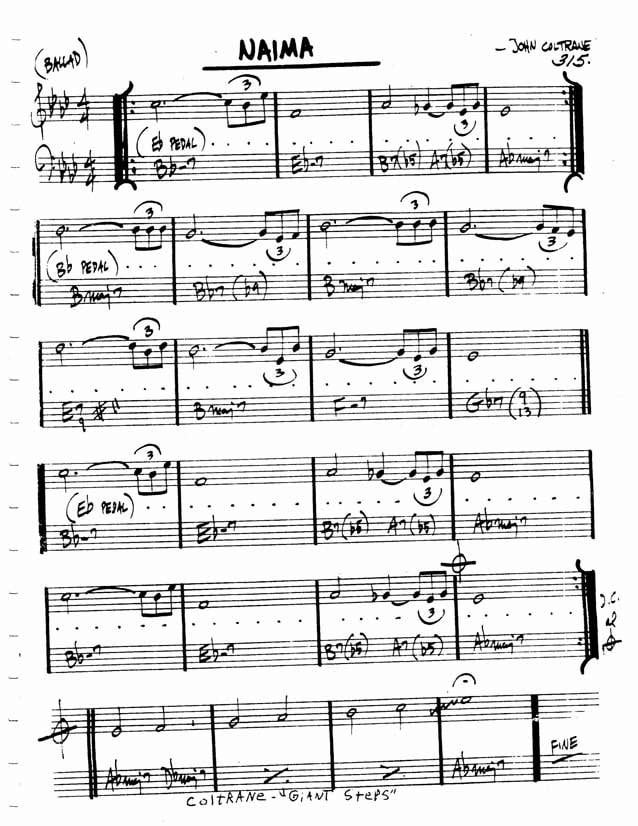 NAIMA
(BALLAD)
– JOHN COLTRANE
315.
3 3
(Eb PEDAL)
Bb-7 Eb-7 B7(b5) A7(b5) Abmaj7
3 3 3 3
(Bb PEDAL)
Bmaj7 Bb7(b9) Bmaj7 Bb7(b9)
3 3 3
E7 9 #11 Bmaj7 F-7 Gb7(9 13)
3 3
(Eb PEDAL)
Bb-7 Eb-7 B7(b5) A7(b5) Abmaj7
3 3
Bb-7 Eb-7 B7(b5) A7(b5) Abmaj7
D.C. al
Abmaj7 Dbmaj7 Abmaj7
FINE
COLTRANE - "GIANT STEPS"